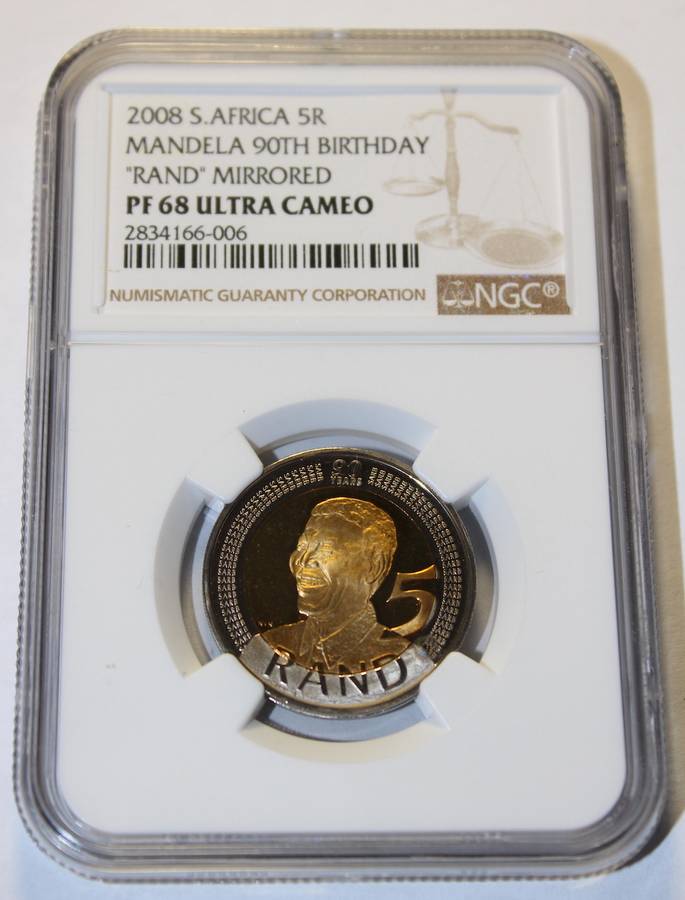 2008 S.AFRICA 5R
MANDELA 90TH BIRTHDAY
"RAND" MIRRORED
PF 68 ULTRA CAMEO
2834166-006
NUMISMATIC GUARANTY CORPORATION
NGC®
90
YEARS
5
RAND